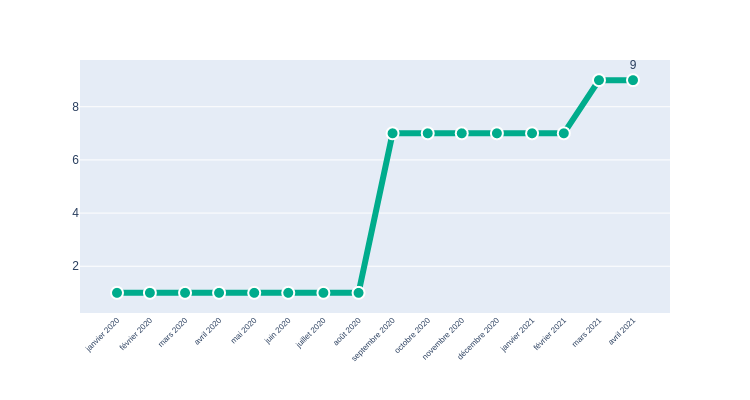 9
8
6
4
2
janvier 2020
février 2020
mars 2020
avril 2020
mai 2020
juin 2020
juillet 2020
août 2020
septembre 2020
octobre 2020
novembre 2020
décembre 2020
janvier 2021
février 2021
mars 2021
avril 2021